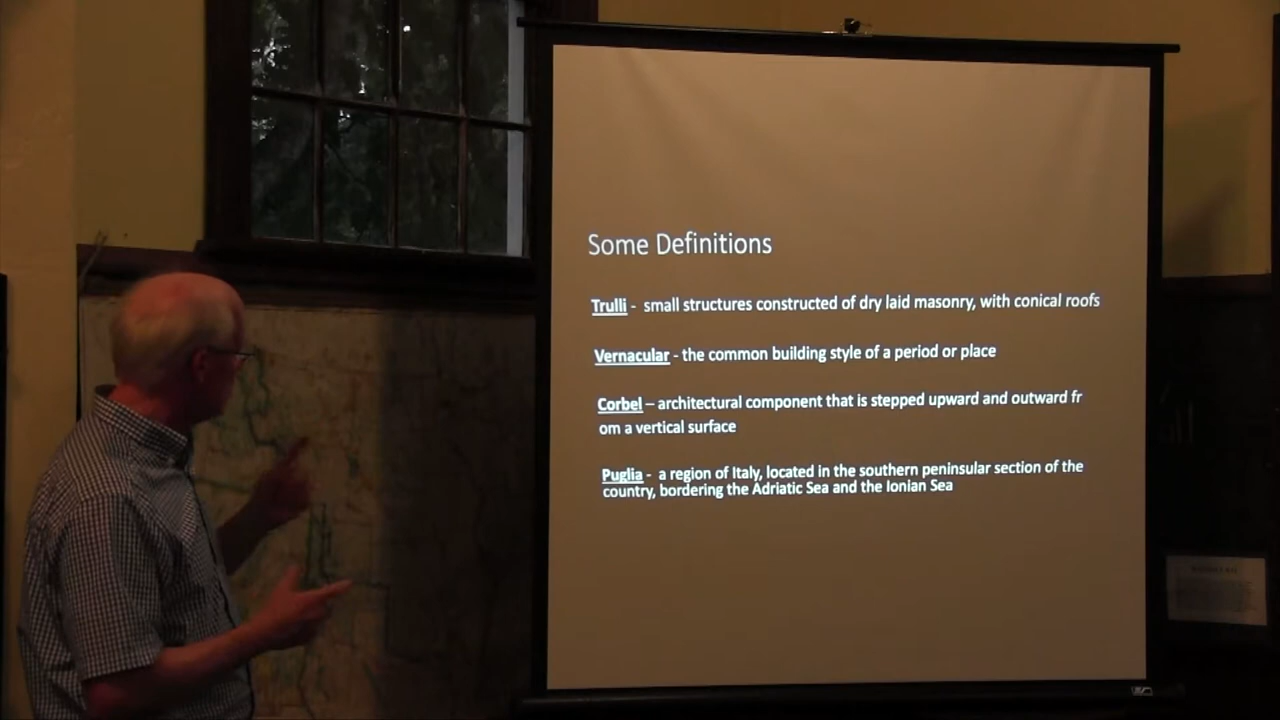 Some Definitions
Trulli - small structures constructed of dry laid masonry, with conical roofs
Vernacular - the common building style of a period or place
Corbel – architectural component that is stepped upward and outward fr
om a vertical surface
Puglia - a region of Italy, located in the southern peninsular section of the
country, bordering the Adriatic Sea and the Ionian Sea